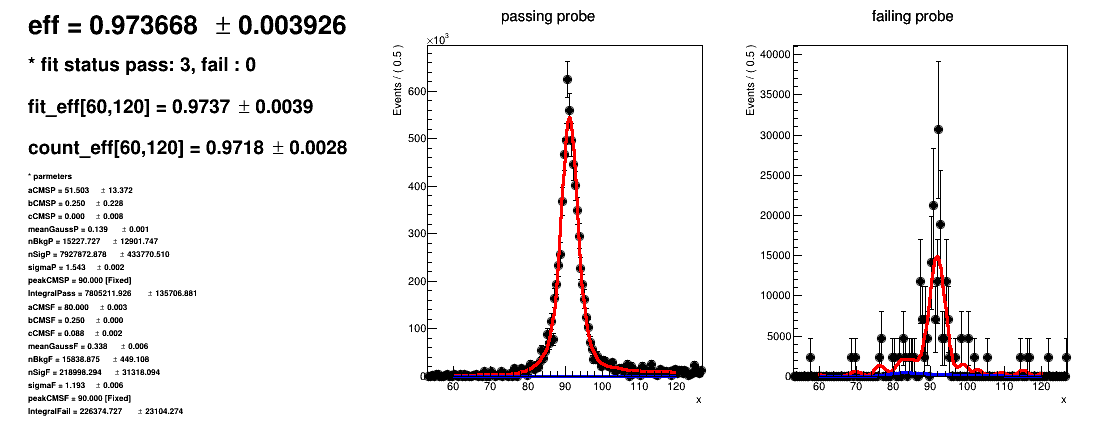 eff = 0.973668 ± 0.003926
* fit status pass: 3, fail : 0
fit_eff[60,120] = 0.9737 ± 0.0039
count_eff[60,120] = 0.9718 ± 0.0028
* parmeters
aCMSP = 51.503 ± 13.372
bCMSP = 0.250 ± 0.228
cCMSP = 0.000 ± 0.008
meanGaussP = 0.139 ± 0.001
nBkgP = 15227.727 ± 12901.747
nSigP = 7927872.878 ± 433770.510
sigmaP = 1.543 ± 0.002
peakCMSP = 90.000 [Fixed]
IntegralPass = 7805211.926 ± 135706.881
aCMSF = 80.000 ± 0.003
bCMSF = 0.250 ± 0.000
cCMSF = 0.088 ± 0.002
meanGaussF = 0.338 ± 0.006
nBkgF = 15838.875 ± 449.108
nSigF = 218998.294 ± 31318.094
sigmaF = 1.193 ± 0.006
peakCMSF = 90.000 [Fixed]
IntegralFail = 226374.727 ± 23104.274
passing probe
×10³
Events / ( 0.5 )
600
500
400
300
200
100
0
60 70 80 90 100 110 120
x
failing probe
Events / ( 0.5 )
40000
35000
30000
25000
20000
15000
10000
5000
0
60 70 80 90 100 110 120
x